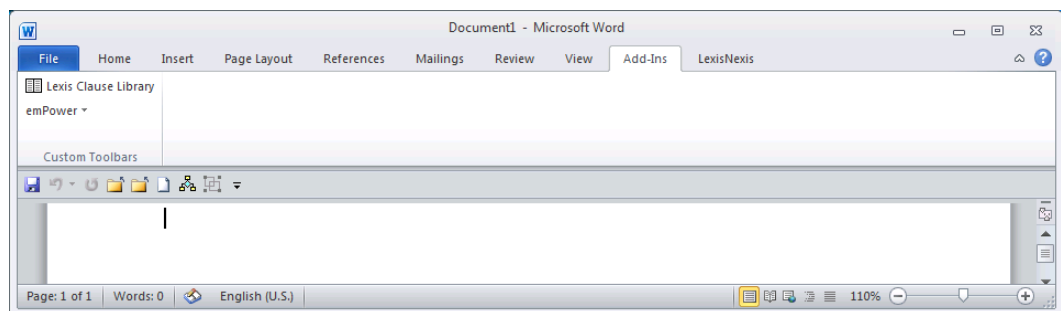 Document1 - Microsoft Word
File Home Insert Page Layout References Mailings Review View Add-Ins LexisNexis
Lexis Clause Library
emPower
Custom Toolbars
Page: 1 of 1 Words: 0 English (U.S.) 110%